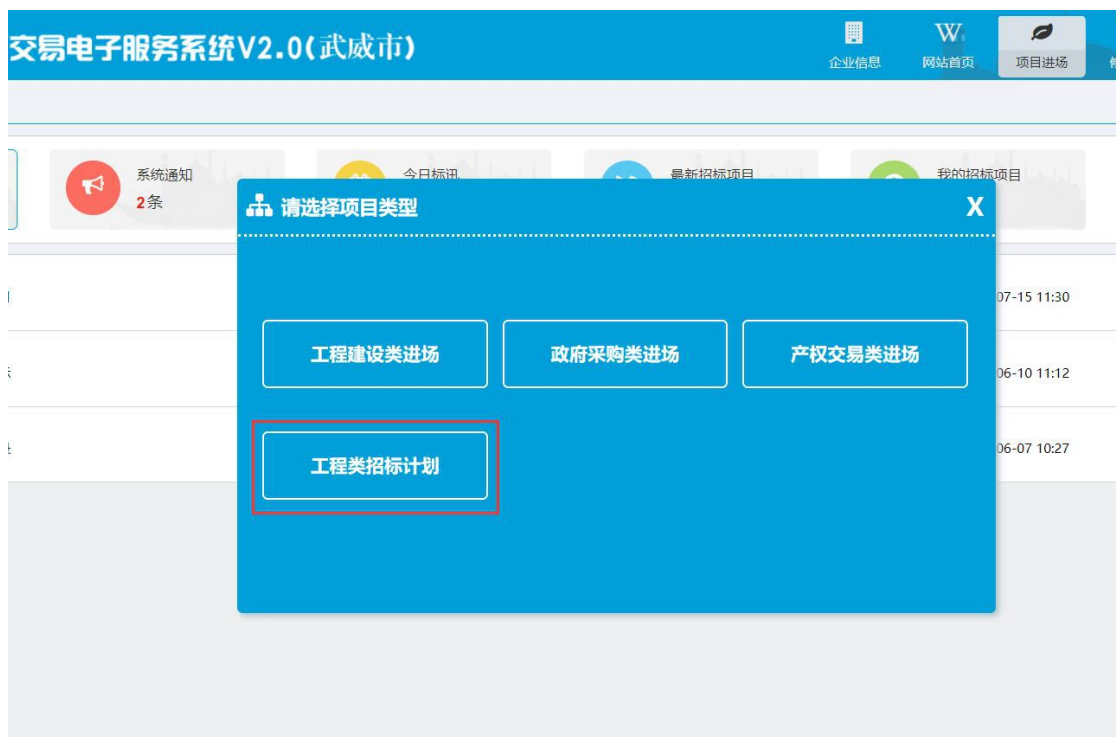 交易电子服务系统V2.0(武威市)
企业信息
网站首页
项目进场
系统通知
2条
今日标讯
最新招标项目
我的招标项目
请选择项目类型
X
07-15 11:30
工程建设类进场
政府采购类进场
产权交易类进场
06-10 11:12
工程类招标计划
06-07 10:27